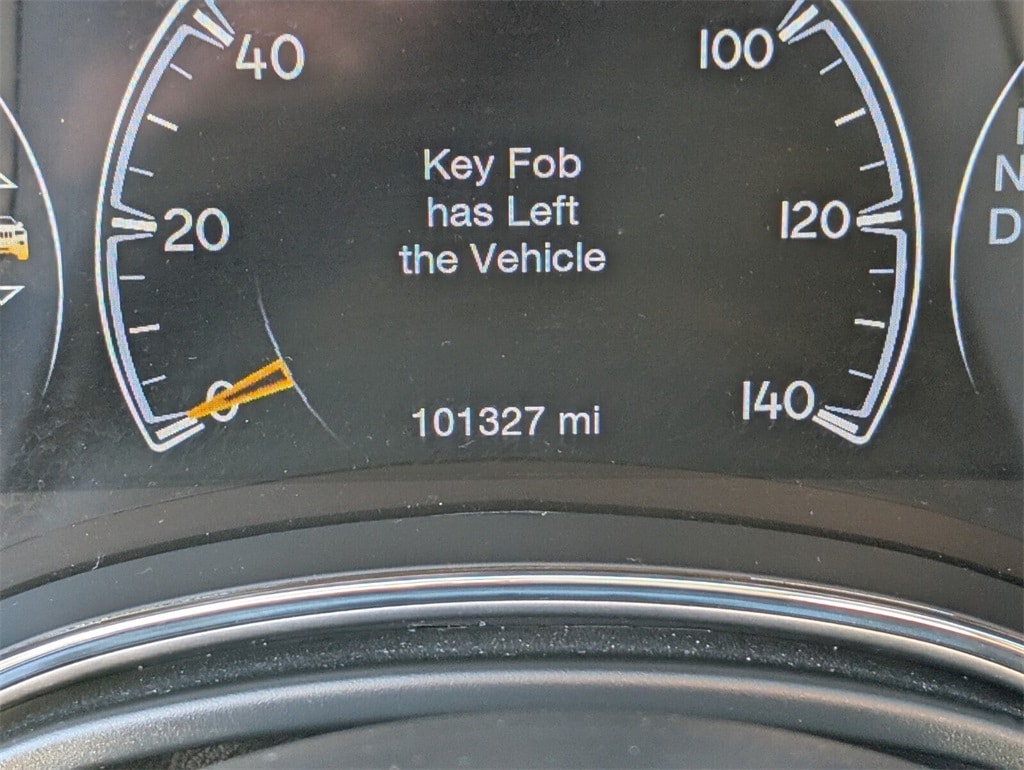 40
100
Key Fob
has Left
the Vehicle
20
120
N
D
0
140
101327 mi